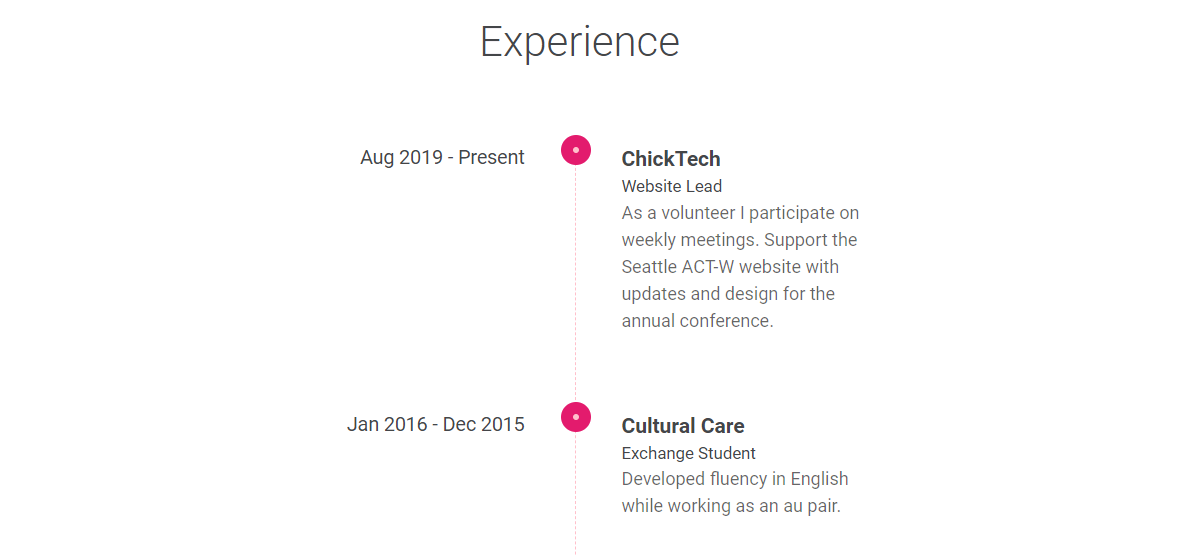 Experience
Aug 2019 - Present
ChickTech
Website Lead
As a volunteer I participate on
weekly meetings. Support the
Seattle ACT-W website with
updates and design for the
annual conference.
Jan 2016 - Dec 2015
Cultural Care
Exchange Student
Developed fluency in English
while working as an au pair.